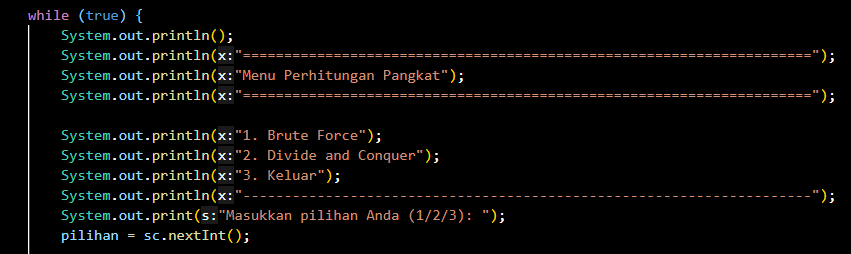 while (true) {
System.out.println();
System.out.println(x:"=====================================================================");
System.out.println(x:"Menu Perhitungan Pangkat");
System.out.println(x:"=====================================================================");
System.out.println(x:"1. Brute Force");
System.out.println(x:"2. Divide and Conquer");
System.out.println(x:"3. Keluar");
System.out.println(x:"---------------------------------------------------------------------");
System.out.print(s:"Masukkan pilihan Anda (1/2/3): ");
pilihan = sc.nextInt();